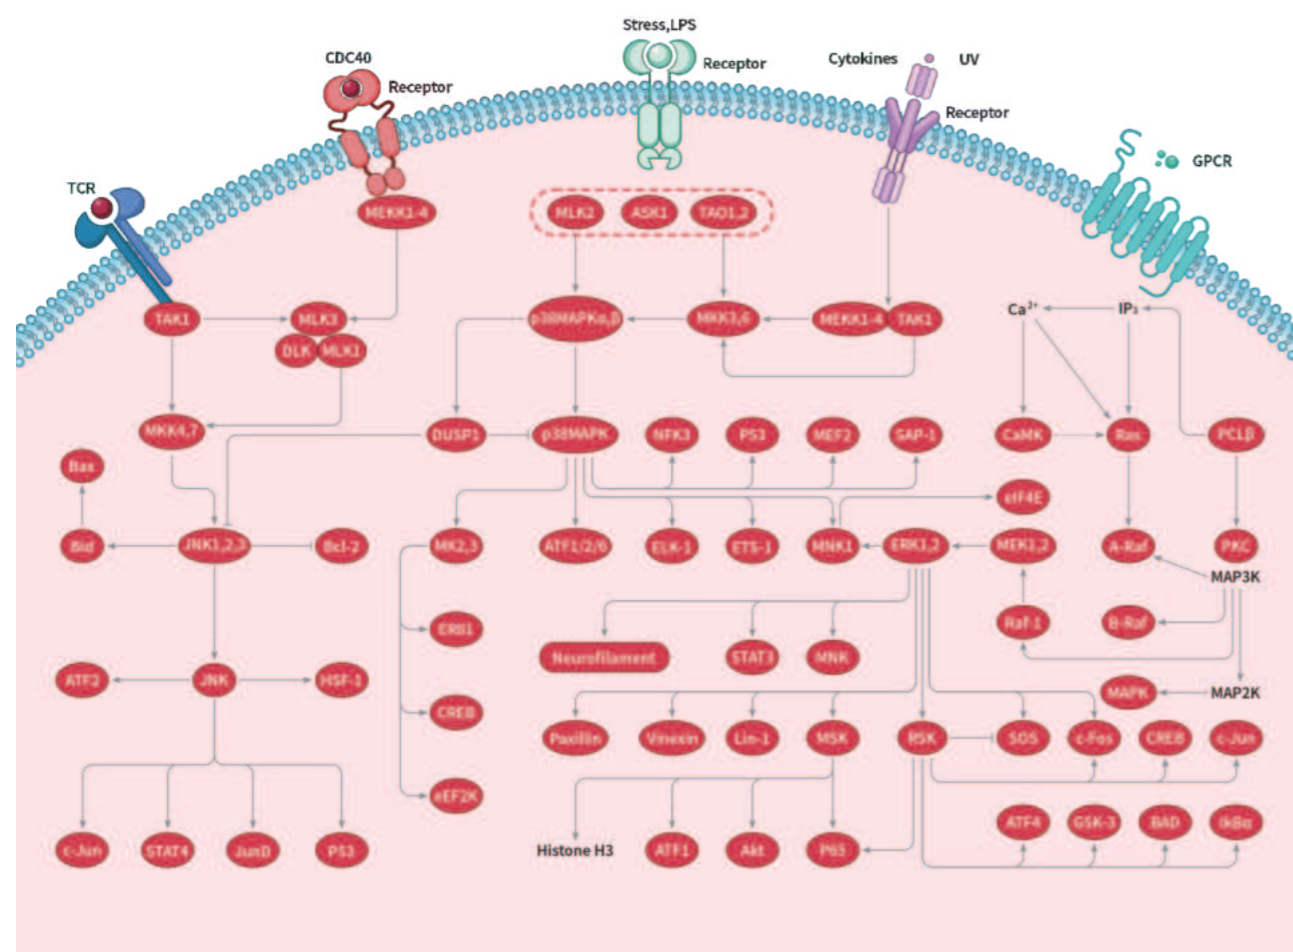 Stress,LPS
CDC40
Receptor
Receptor
Cytokines
UV
Receptor
GPCR
TCR
MEKK1-4
MLK2
ASK1
TAO1,2
TAK1
MLK3
DLK
MLK1
p38MAPKα,β
MKK3,6
MEKK1-4
TAK1
Ca2+
IP3
MKK4,7
DUSP1
p38MAPK
NFK3
PS3
MEF2
SAP-1
CaMK
Ras
PCLβ
Bax
eIF4E
Bid
JNK1,2,3
Bcl-2
MK2,3
ATF1/2/6
ELK-1
ETS-1
MNK1
ERK1,2
MEK1,2
A-Raf
PKC
MAP3K
ERB1
Raf-1
B-Raf
Neurofilament
STAT3
MNK
ATF2
JNK
HSF-1
MAPK
MAP2K
CREB
Paxillin
Vinexin
Lin-1
MSK
RSK
SOS
c-Fos
CREB
c-Jun
eEF2K
ATF4
GSK-3
BAD
IkBα
c-Jun
STAT4
JunD
PS3
Histone H3
ATF1
Akt
P65